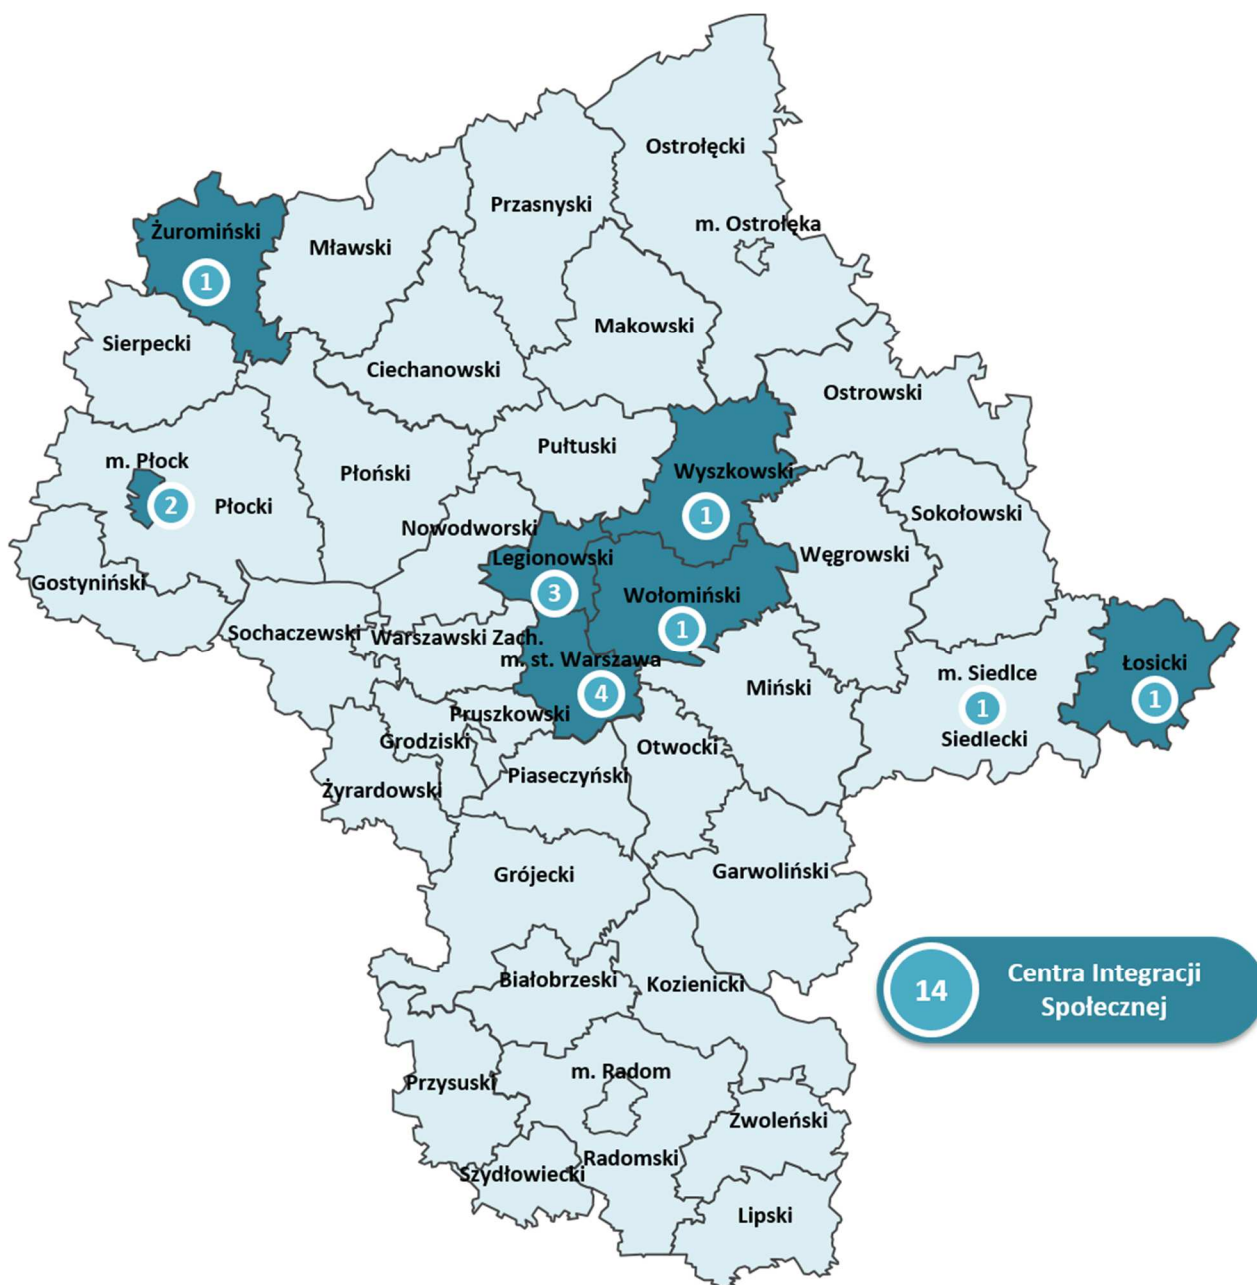 Ostrołęcki
Przasnyski
m. Ostrołęka
Żuromiński
Mławski
1
Makowski
Sierpecki
Ciechanowski
Ostrowski
Pułtuski
m. Płock
Płoński
Wyszkowski
2
Płocki
1
Sokołowski
Nowodworski
Legionowski
Węgrowski
Gostyniński
3
Wołomiński
1
Sochaczewski
Warszawski Zach.
m. st. Warszawa
m. Siedlce
Łosicki
4
Miński
1
1
Pruszkowski
Grodziski
Otwocki
Siedlecki
Piaseczyński
Żyrardowski
Grójecki
Garwoliński
Białobrzeski
Kozienicki
14
Centra Integracji
Społecznej
m. Radom
Przysuski
Zwoleński
Radomski
Szydłowiecki
Lipski